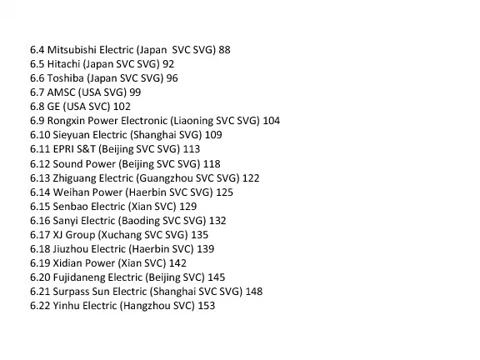 6.4 Mitsubishi Electric (Japan  SVC SVG) 88
6.5 Hitachi (Japan SVC SVG) 92
6.6 Toshiba (Japan SVC SVG) 96
6.7 AMSC (USA SVG) 99
6.8 GE (USA SVC) 102
6.9 Rongxin Power Electronic (Liaoning SVC SVG) 104
6.10 Sieyuan Electric (Shanghai SVG) 109
6.11 EPRI S&T (Beijing SVC SVG) 113
6.12 Sound Power (Beijing SVC SVG) 118
6.13 Zhiguang Electric (Guangzhou SVC SVG) 122
6.14 Weihan Power (Haerbin SVC SVG) 125
6.15 Senbao Electric (Xian SVC) 129
6.16 Sanyi Electric (Baoding SVC SVG) 132
6.17 XJ Group (Xuchang SVC SVG) 135
6.18 Jiuzhou Electric (Haerbin SVC) 139
6.19 Xidian Power (Xian SVC) 142
6.20 Fujidaneng Electric (Beijing SVC) 145
6.21 Surpass Sun Electric (Shanghai SVC SVG) 148
6.22 Yinhu Electric (Hangzhou SVC) 153